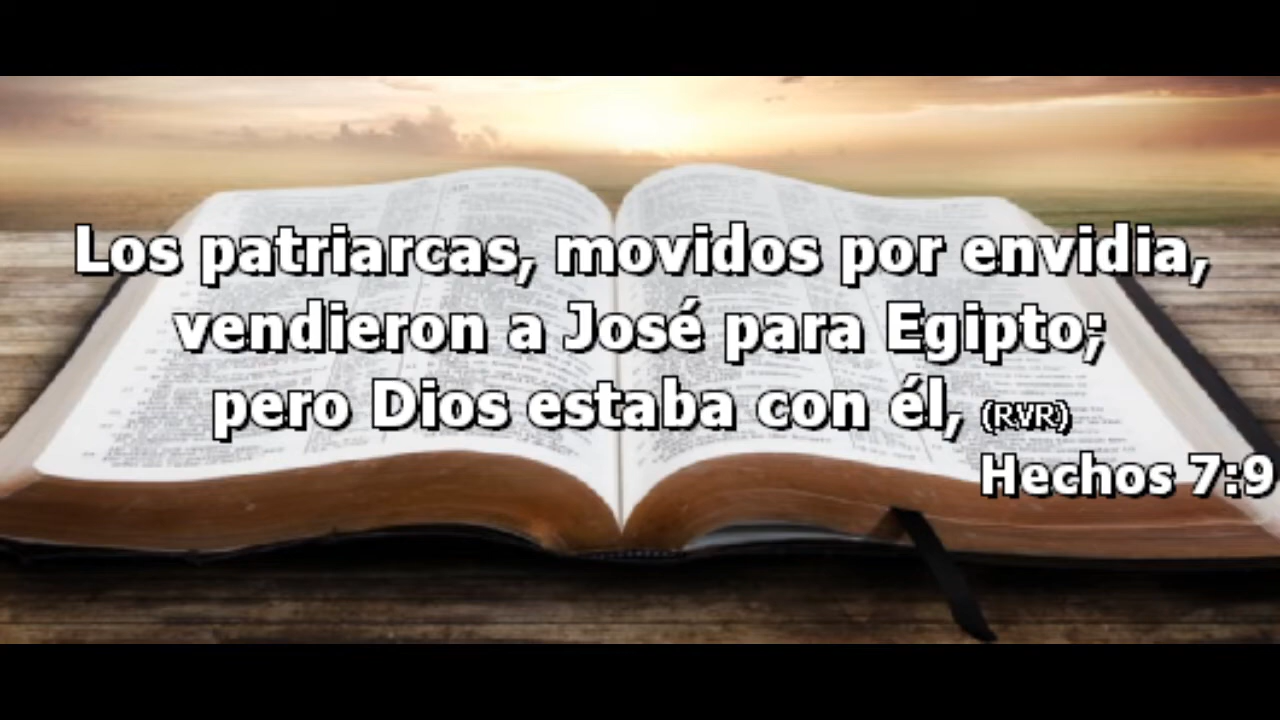 Los patriarcas, movidos por envidia,
vendieron a José para Egipto;
pero Dios estaba con él, (RVR)
Hechos 7:9